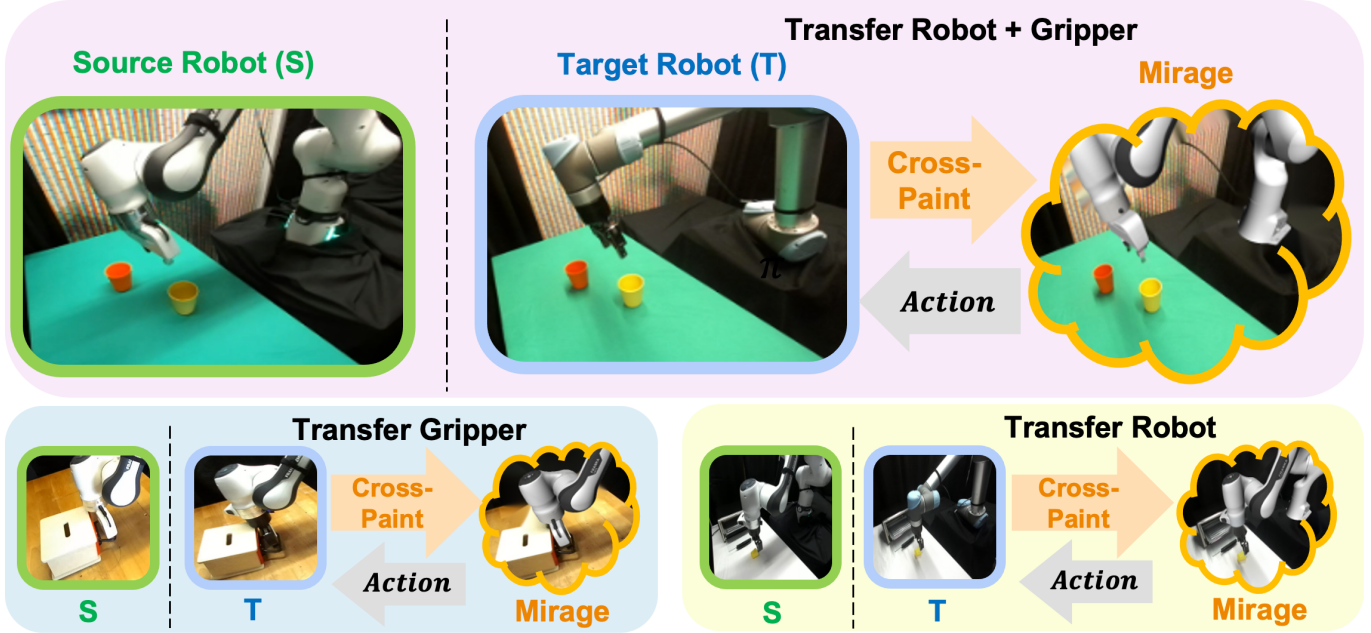 Transfer Robot + Gripper
Source Robot (S)
Target Robot (T)
Mirage
Cross-
Paint
π
Action
Transfer Gripper
Cross-
Paint
Action
S
T
Mirage
Transfer Robot
Cross-
Paint
Action
S
T
Mirage